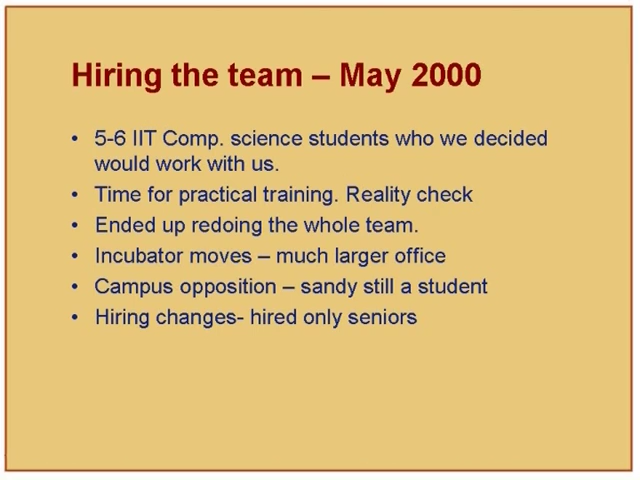 Hiring the team – May 2000
• 5-6 IIT Comp. science students who we decided
would work with us.
• Time for practical training. Reality check
• Ended up redoing the whole team.
• Incubator moves – much larger office
• Campus opposition – sandy still a student
• Hiring changes- hired only seniors